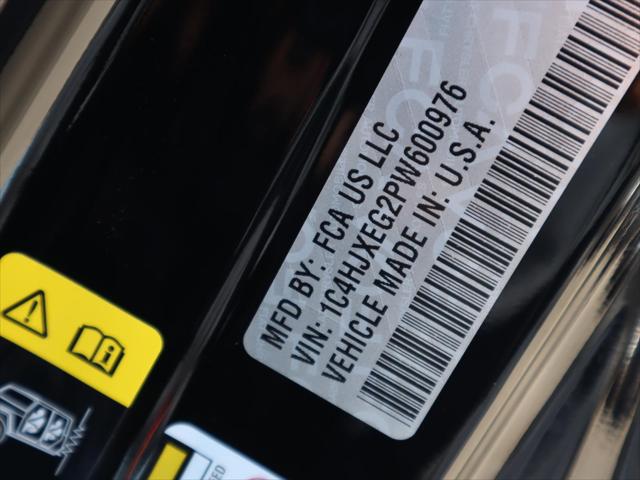 MFD BY: FCA US LLC
VIN: 1C4HJXEG2PW600976
VEHICLE MADE IN: U.S.A.